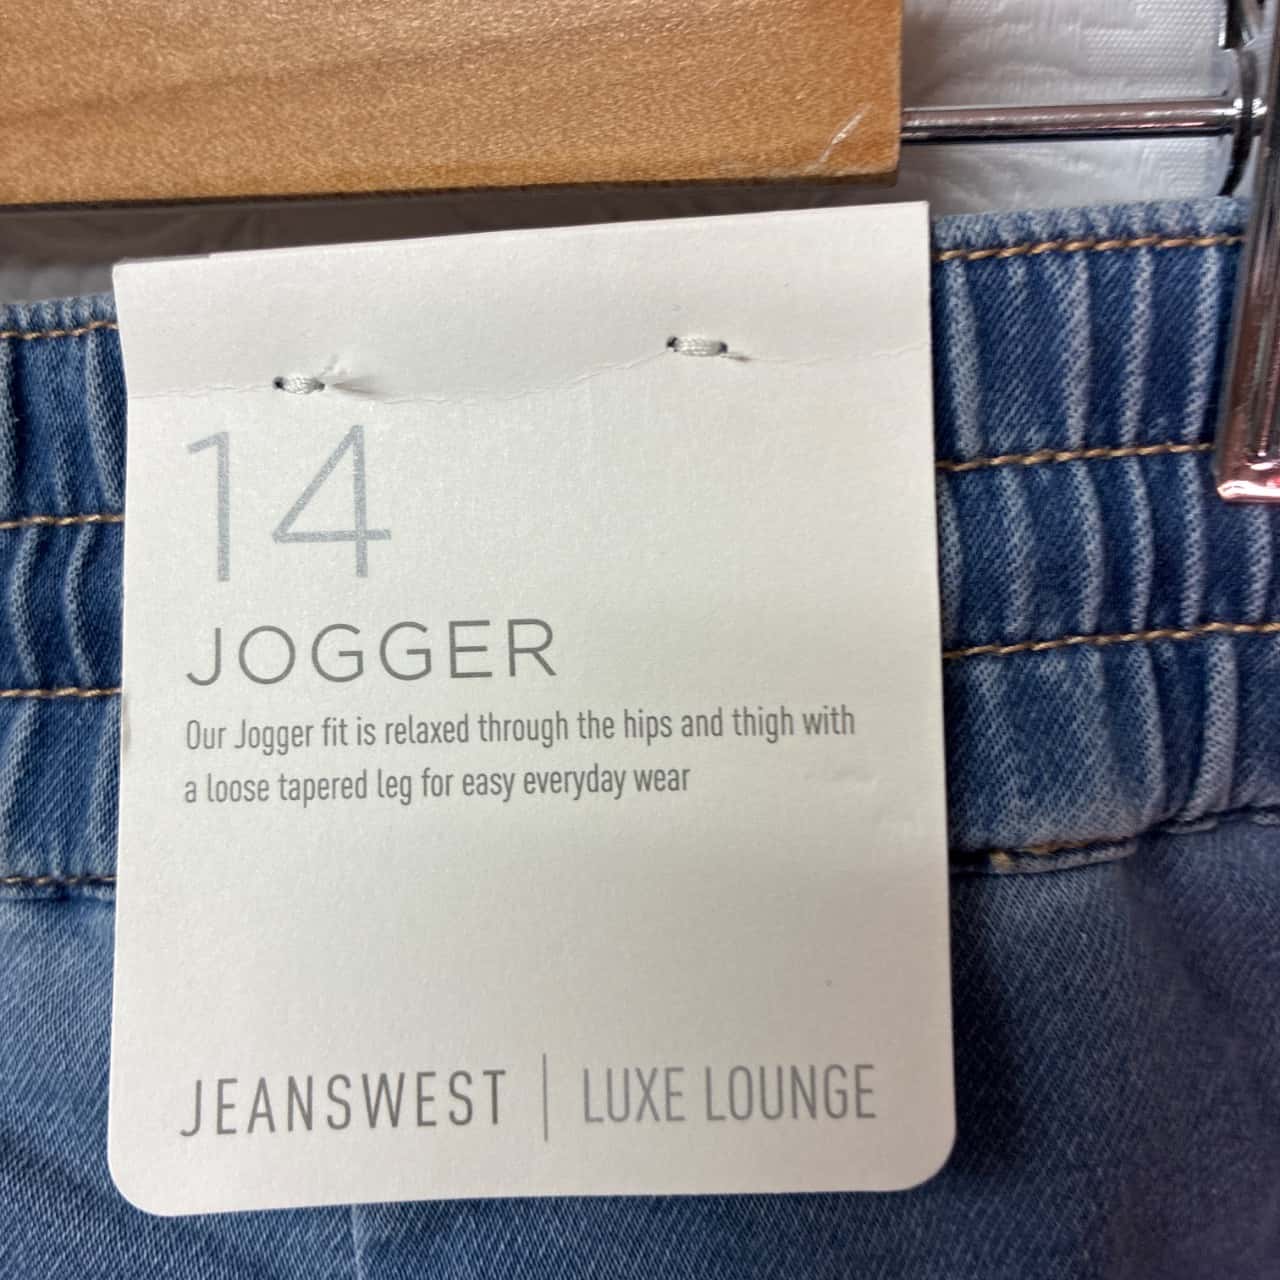 14
JOGGER
Our Jogger fit is relaxed through the hips and thigh with
a loose tapered leg for easy everyday wear
JEANSWEST | LUXE LOUNGE